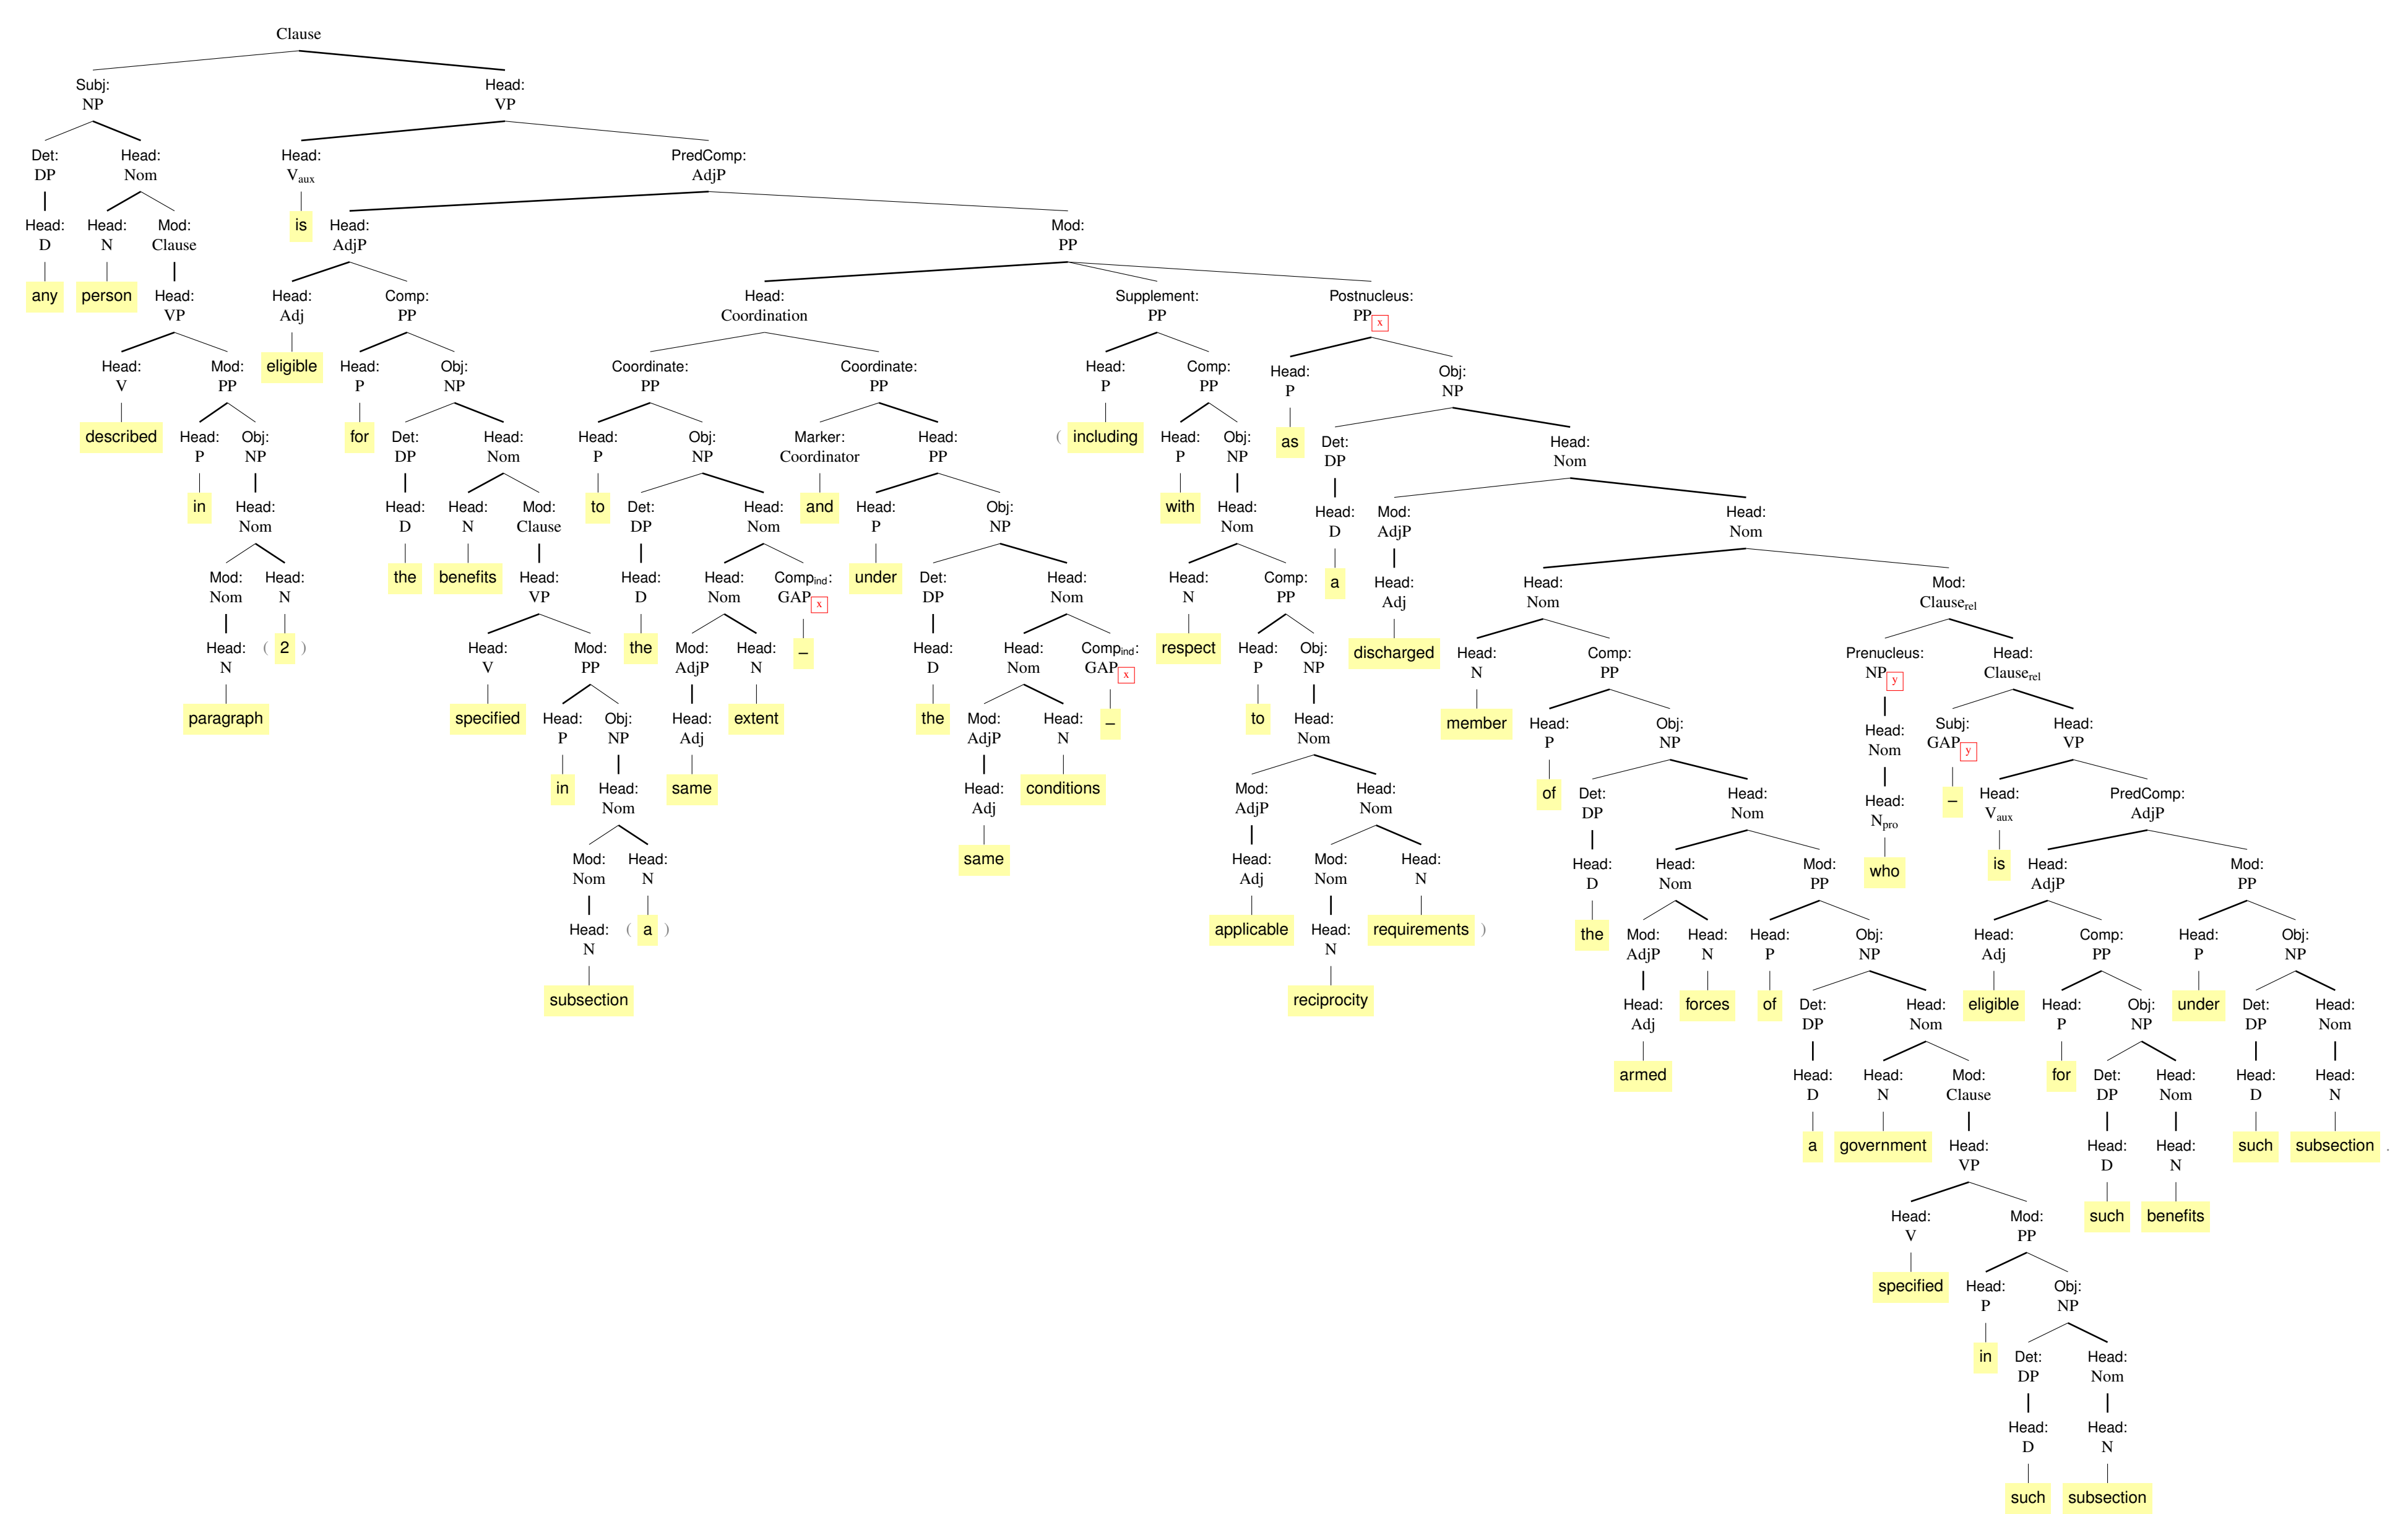 Clause
Subj: Head:
NP VP
Det: Head: Head: PredComp:
DP Nom Vaux AdjP
Head: Head: Mod: is Head: Mod:
D N Clause AdjP PP
any person Head: Head: Comp: Head: Supplement: Postnucleus:
VP Adj PP Coordination PP PP x
Head: Mod: eligible Head: Obj: Coordinate: Coordinate: Head: Comp: Head: Obj:
V PP P NP PP PP P PP P NP
described Head: Obj: for Det: Head: Head: Obj: Marker: Head: ( including Head: Obj: as Det: Head:
P NP DP Nom P NP Coordinator PP P NP DP Nom
in Head: Head: Head: Mod: to Det: Head: and Head: Obj: with Head: Head: Mod: Head:
Nom D N Clause DP Nom P NP Nom D AdjP Nom
Mod: Head: the benefits Head: Head: Head: Compind: under Det: Head: Head: Comp: a Head: Head: Mod:
Nom N VP D Nom GAP x DP Nom N PP Adj Nom Clauserel
Head: ( 2 ) Head: Mod: the Mod: Head: – Head: Head: Compind: respect Head: Obj: discharged Head: Comp: Prenucleus: Head:
N V PP AdjP N D Nom GAP x P NP N PP NP y Clauserel
paragraph specified Head: Obj: Head: extent the Mod: Head: – to Head: member Head: Obj: Head: Subj: Head:
P NP Adj AdjP N Nom P NP Nom GAP y VP
in Head: same Head: conditions Mod: Head: of Det: Head: Head: – Head: PredComp:
Nom Adj AdjP Nom DP Nom Npro Vaux AdjP
Mod: Head: same Head: Mod: Head: Head: Head: Mod: who is Head: Mod:
Nom N Adj Nom N D Nom PP AdjP PP
Head: ( a ) applicable Head: requirements ) the Mod: Head: Head: Obj: Head: Comp: Head: Obj:
N N AdjP N P NP Adj PP P NP
subsection reciprocity Head: forces of Det: Head: eligible Head: Obj: under Det: Head:
Adj DP Nom P NP DP Nom
armed Head: Head: Mod: for Det: Head: Head: Head:
D N Clause DP Nom D N
a government Head: Head: Head: such subsection .
VP D N
Head: Mod: such benefits
V PP
specified Head: Obj:
P NP
in Det: Head:
DP Nom
Head: Head:
D N
such subsection